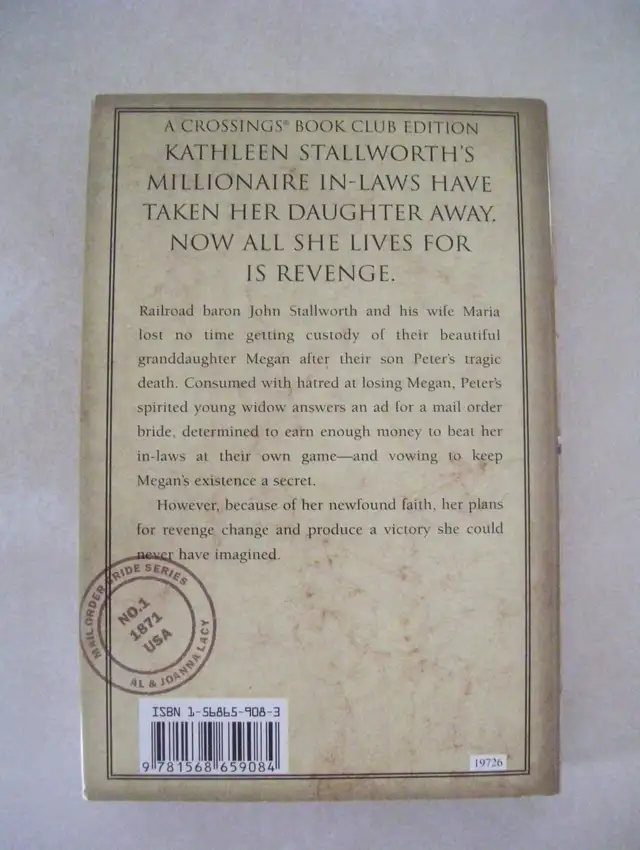 A CROSSINGS® BOOK CLUB EDITION
KATHLEEN STALLWORTH'S
MILLIONAIRE IN-LAWS HAVE
TAKEN HER DAUGHTER AWAY.
NOW ALL SHE LIVES FOR
IS REVENGE.
Railroad baron John Stallworth and his wife Maria
lost no time getting custody of their beautiful
granddaughter Megan after their son Peter's tragic
death. Consumed with hatred at losing Megan, Peter's
spirited young widow answers an ad for a mail order
bride, determined to earn enough money to beat her
in-laws at their own game—and vowing to keep
Megan's existence a secret.
However, because of her newfound faith, her plans
for revenge change and produce a victory she could
never have imagined.
MAIL ORDER BRIDE SERIES
NO.1
1871
USA
AL & JOANNA LACY
ISBN 1-56865-908-3
9 781568 659084
19726